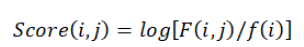 Score(i,j) = log[F(i,j)/f(i)]